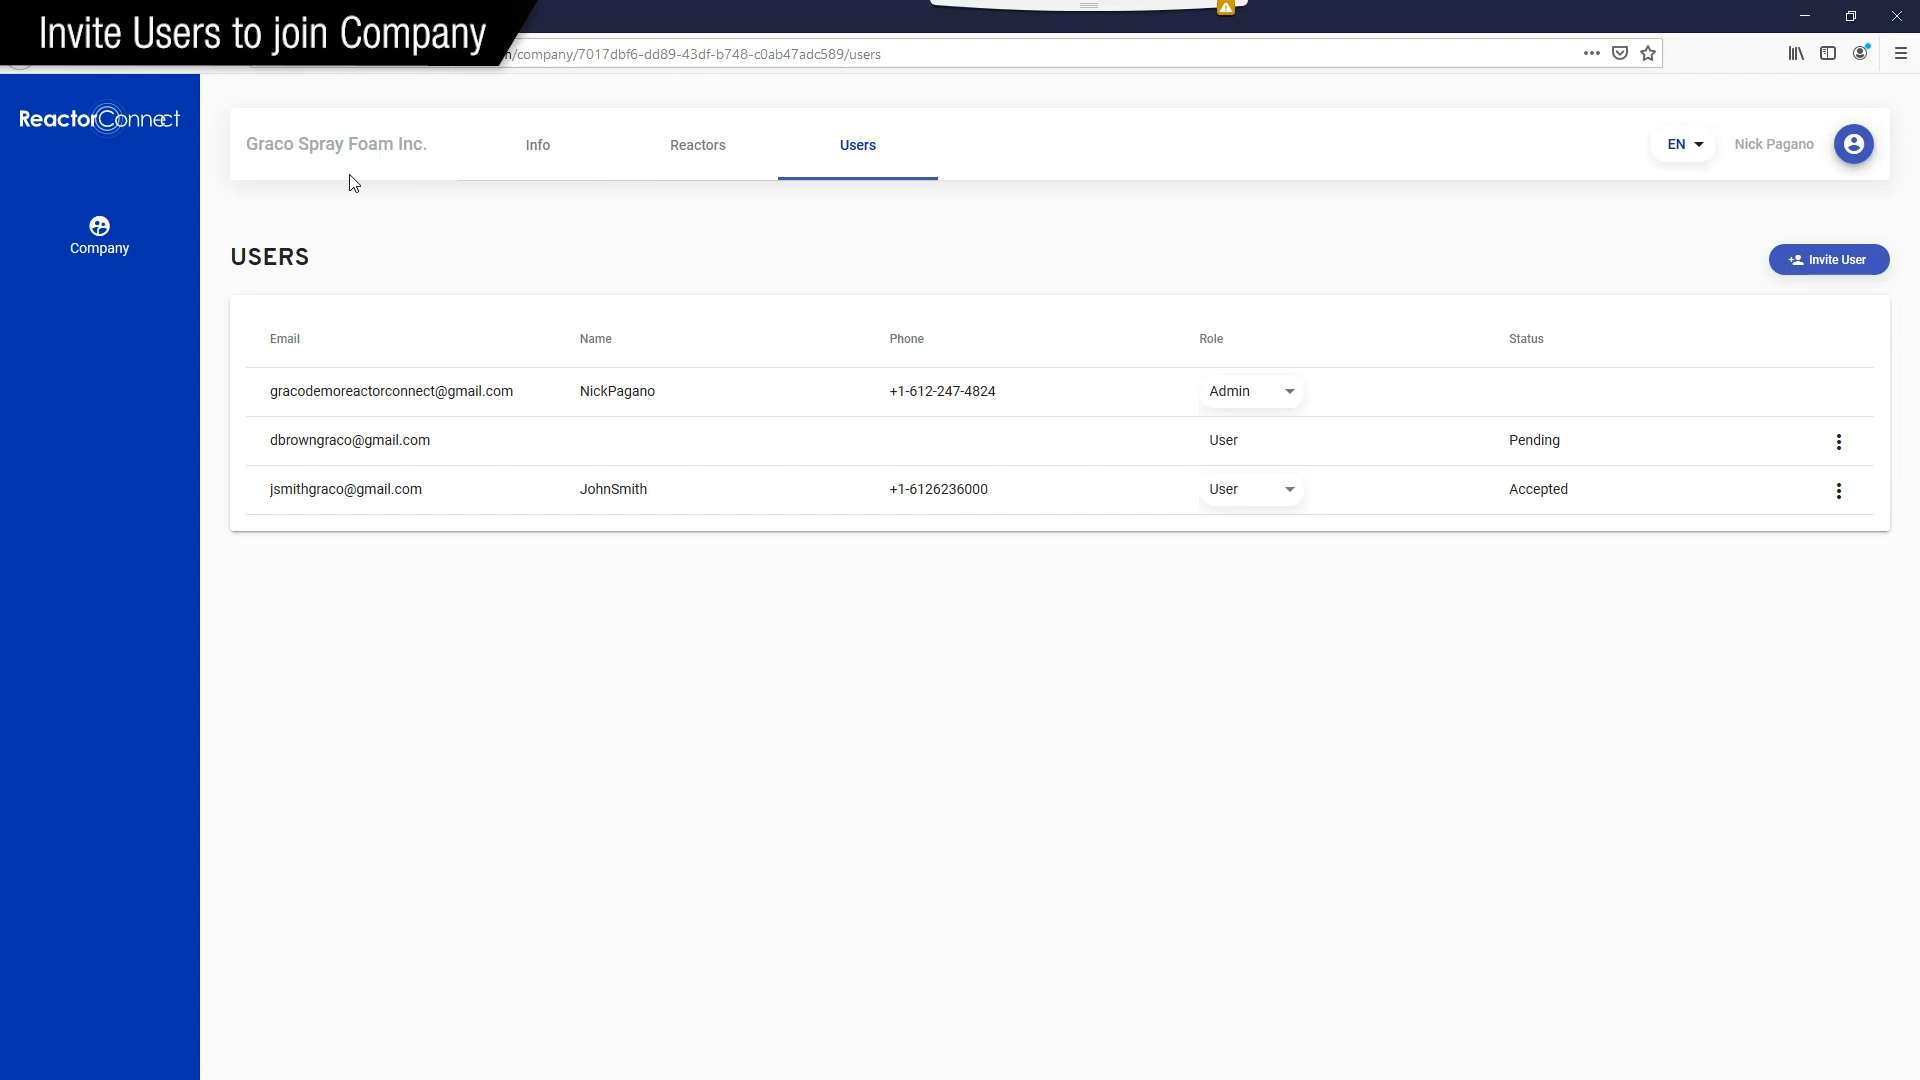 Invite Users to join Company
/company/7017dbf6-dd89-43df-b748-c0ab47adc589/users
ReactorConnect
Graco Spray Foam Inc. Info Reactors Users EN Nick Pagano
Company
USERS
Invite User
Email Name Phone Role Status
gracodemoreactorconnect@gmail.com NickPagano +1-612-247-4824 Admin
dbrowngraco@gmail.com User Pending
jsmithgraco@gmail.com JohnSmith +1-6126236000 User Accepted